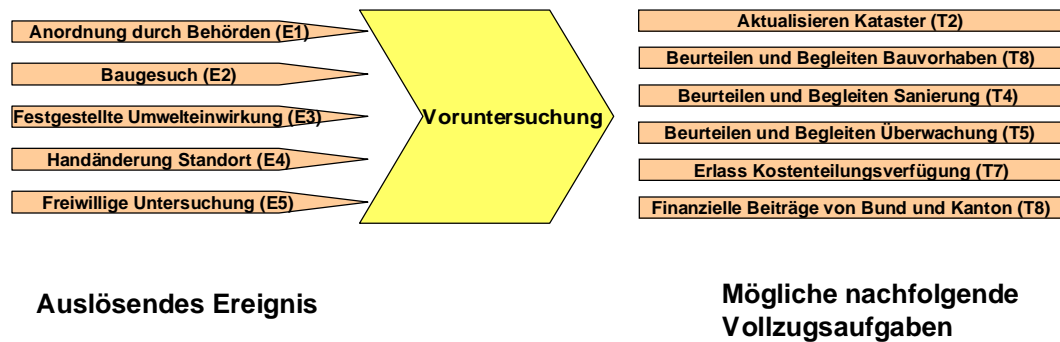 Anordnung durch Behörden (E1)
Baugesuch (E2)
Festgestellte Umwelteinwirkung (E3)
Handänderung Standort (E4)
Freiwillige Untersuchung (E5)
Voruntersuchung
Aktualisieren Kataster (T2)
Beurteilen und Begleiten Bauvorhaben (T8)
Beurteilen und Begleiten Sanierung (T4)
Beurteilen und Begleiten Überwachung (T5)
Erlass Kostenteilungsverfügung (T7)
Finanzielle Beiträge von Bund und Kanton (T8)
Auslösendes Ereignis
Mögliche nachfolgende
Vollzugsaufgaben